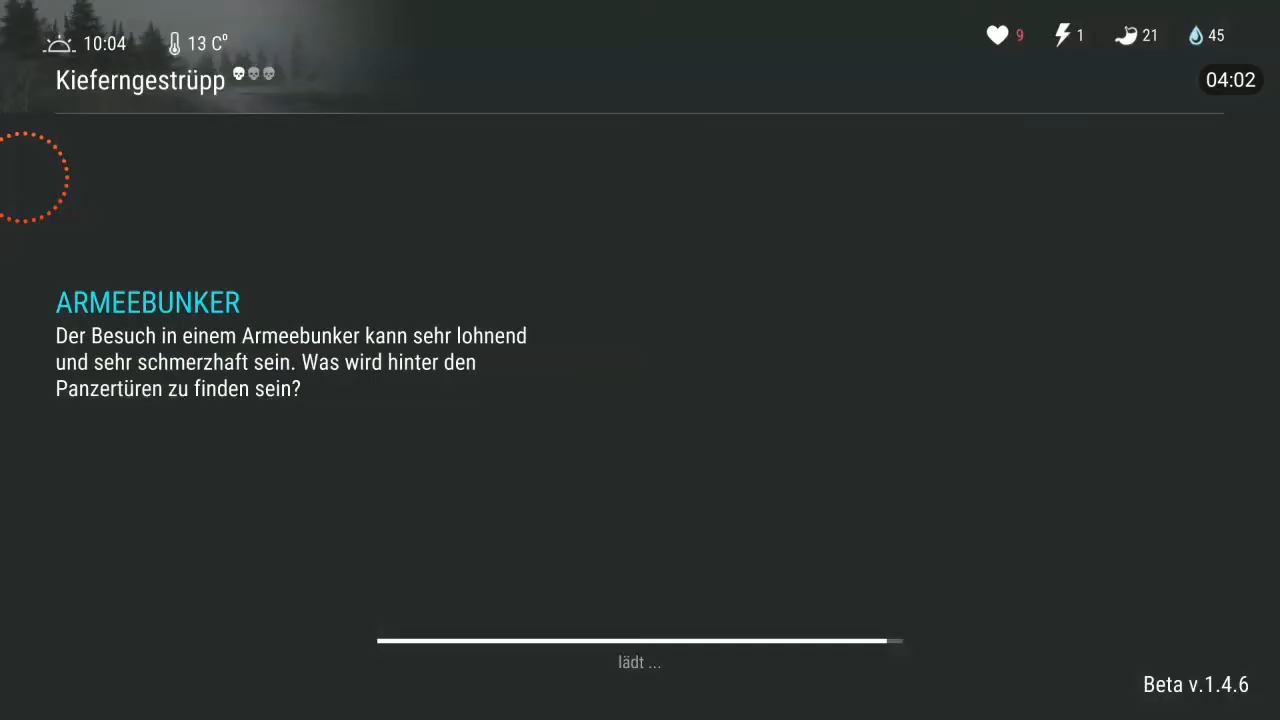 10:04 13 C°
9 1 21 45
Kieferngestrüpp
04:02
ARMEEBUNKER
Der Besuch in einem Armeebunker kann sehr lohnend
und sehr schmerzhaft sein. Was wird hinter den
Panzertüren zu finden sein?
lädt ...
Beta v.1.4.6